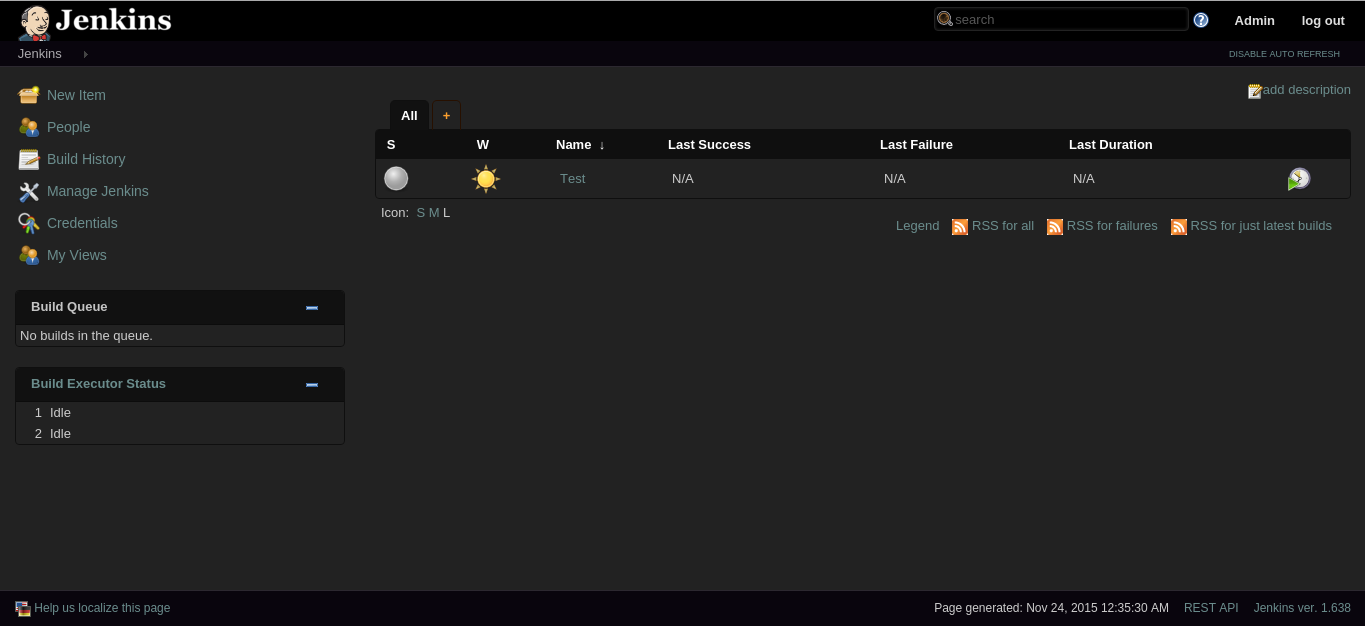 Jenkins
search
Admin
log out
Jenkins
DISABLE AUTO REFRESH
New Item
People
Build History
Manage Jenkins
Credentials
My Views
Build Queue
No builds in the queue.
Build Executor Status
1 Idle
2 Idle
add description
All +
S W Name ↓ Last Success Last Failure Last Duration
Test N/A N/A N/A
Icon: S M L
Legend RSS for all RSS for failures RSS for just latest builds
Help us localize this page
Page generated: Nov 24, 2015 12:35:30 AM REST API Jenkins ver. 1.638